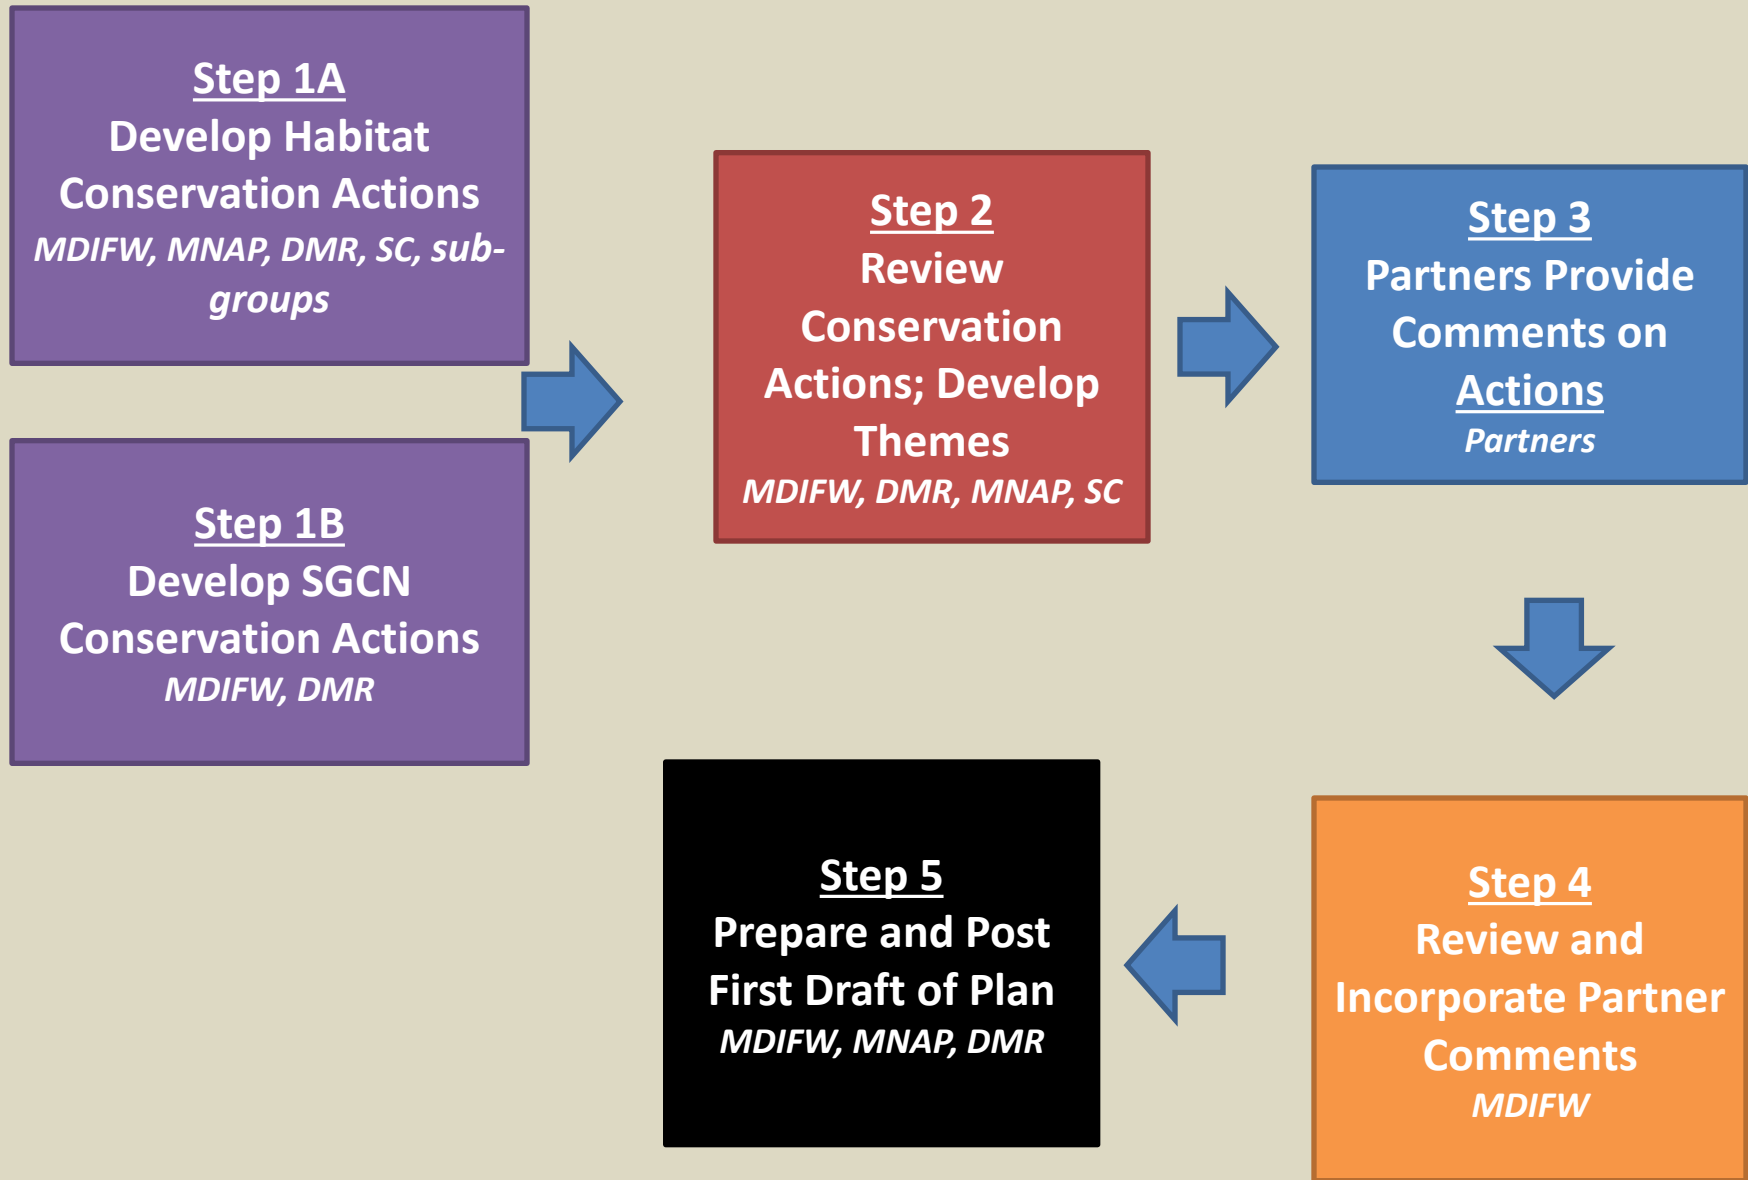 Step 1A
Develop Habitat
Conservation Actions
MDIFW, MNAP, DMR, SC, sub-
groups
Step 1B
Develop SGCN
Conservation Actions
MDIFW, DMR
Step 2
Review
Conservation
Actions; Develop
Themes
MDIFW, DMR, MNAP, SC
Step 3
Partners Provide
Comments on
Actions
Partners
Step 4
Review and
Incorporate Partner
Comments
MDIFW
Step 5
Prepare and Post
First Draft of Plan
MDIFW, MNAP, DMR